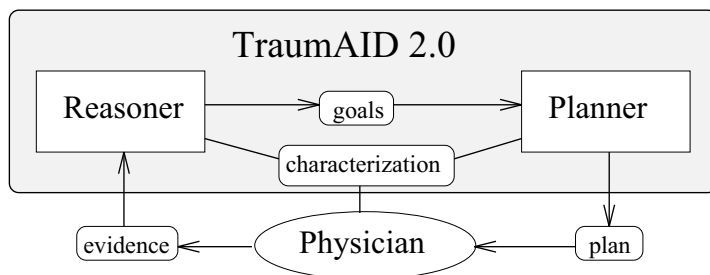 TraumAID 2.0
Reasoner
goals
Planner
characterization
evidence
Physician
plan